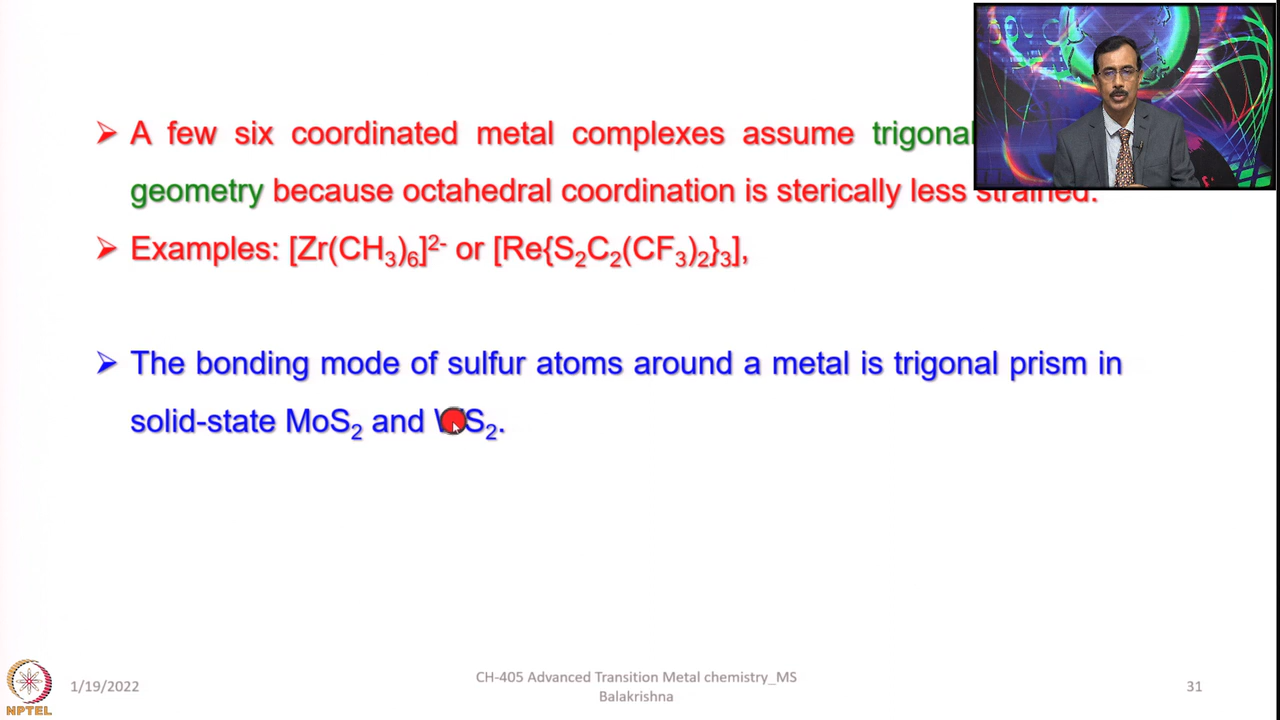 ➢ A few six coordinated metal complexes assume trigonal
geometry because octahedral coordination is sterically less strained.
➢ Examples: [Zr(CH₃)₆]²⁻ or [Re{S₂C₂(CF₃)₂}₃],
➢ The bonding mode of sulfur atoms around a metal is trigonal prism in
solid-state MoS₂ and S₂.
NPTEL
1/19/2022
CH-405 Advanced Transition Metal chemistry_MS
Balakrishna
31